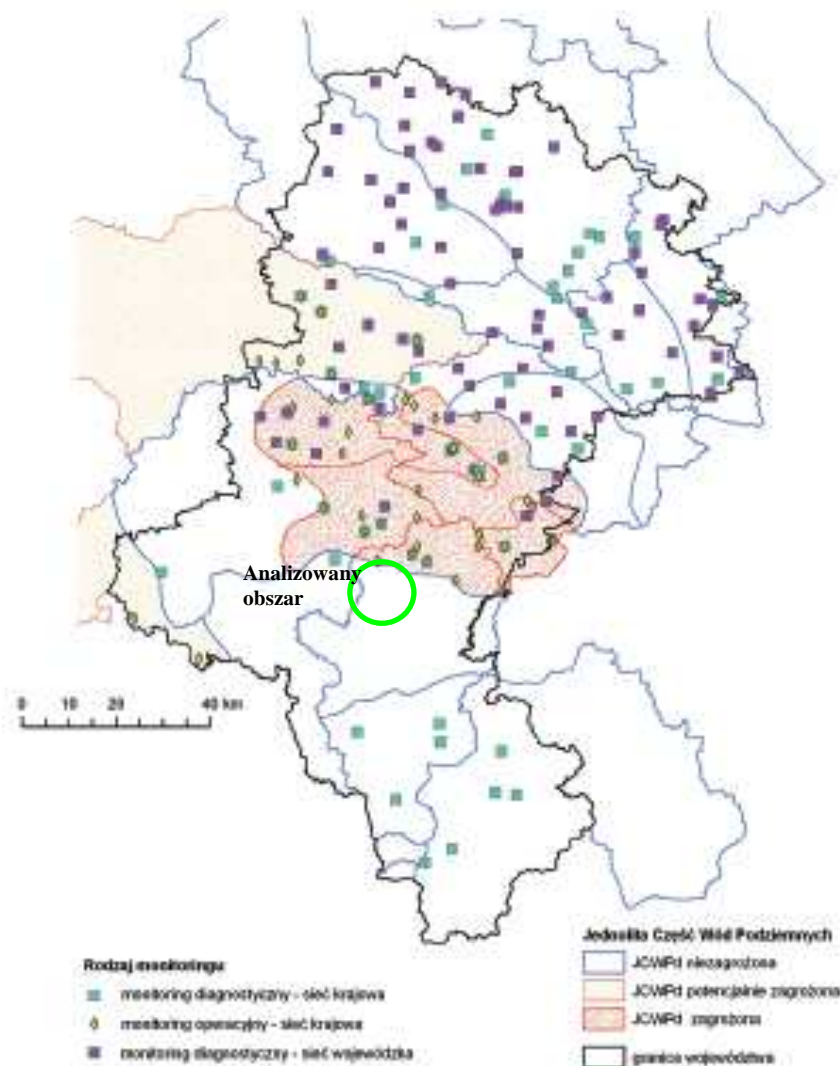 Analizowany
obszar
0 10 20 40 km
Rodzaj monitoringu
monitoring diagnostyczny - sieć krajowa
monitoring operacyjny - sieć krajowa
monitoring diagnostyczny - sieć wojewódzka
Jednolita Część Wód Podziemnych
JCWPd niezagrożona
JCWPd potencjalnie zagrożona
JCWPd zagrożona
granica województwa